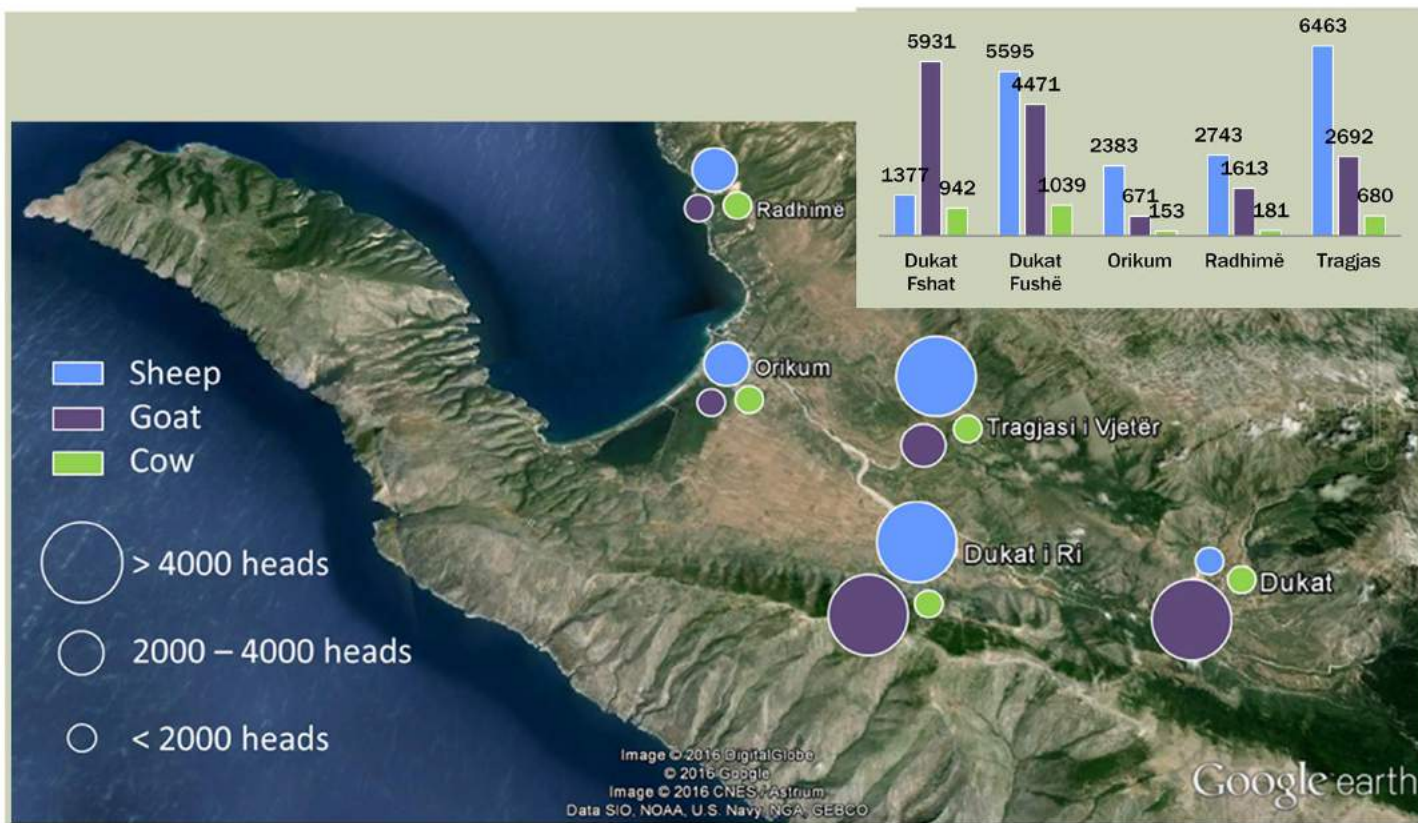 5931
6463
5595
4471
2383
2743
2692
1377
942
1039
671
153
1613
181
680
Dukat
Fshat
Dukat
Fushë
Orikum
Radhimë
Tragjas
Radhimë
Orikum
Tragjasi i Vjetër
Dukat i Ri
Dukat
Sheep
Goat
Cow
> 4000 heads
2000 – 4000 heads
< 2000 heads
Image © 2016 DigitalGlobe
© 2016 Google
Image © 2016 CNES / Astrium
Data SIO, NOAA, U.S. Navy, NGA, GEBCO
Google earth